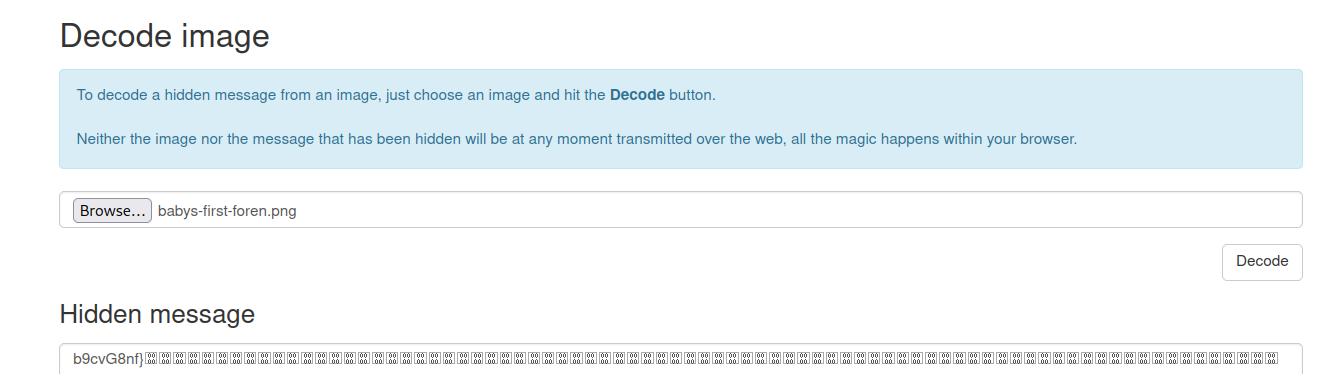 Decode image
To decode a hidden message from an image, just choose an image and hit the Decode button.
Neither the image nor the message that has been hidden will be at any moment transmitted over the web, all the magic happens within your browser.
Browse... babys-first-foren.png
Decode
Hidden message
b9cvG8nf}